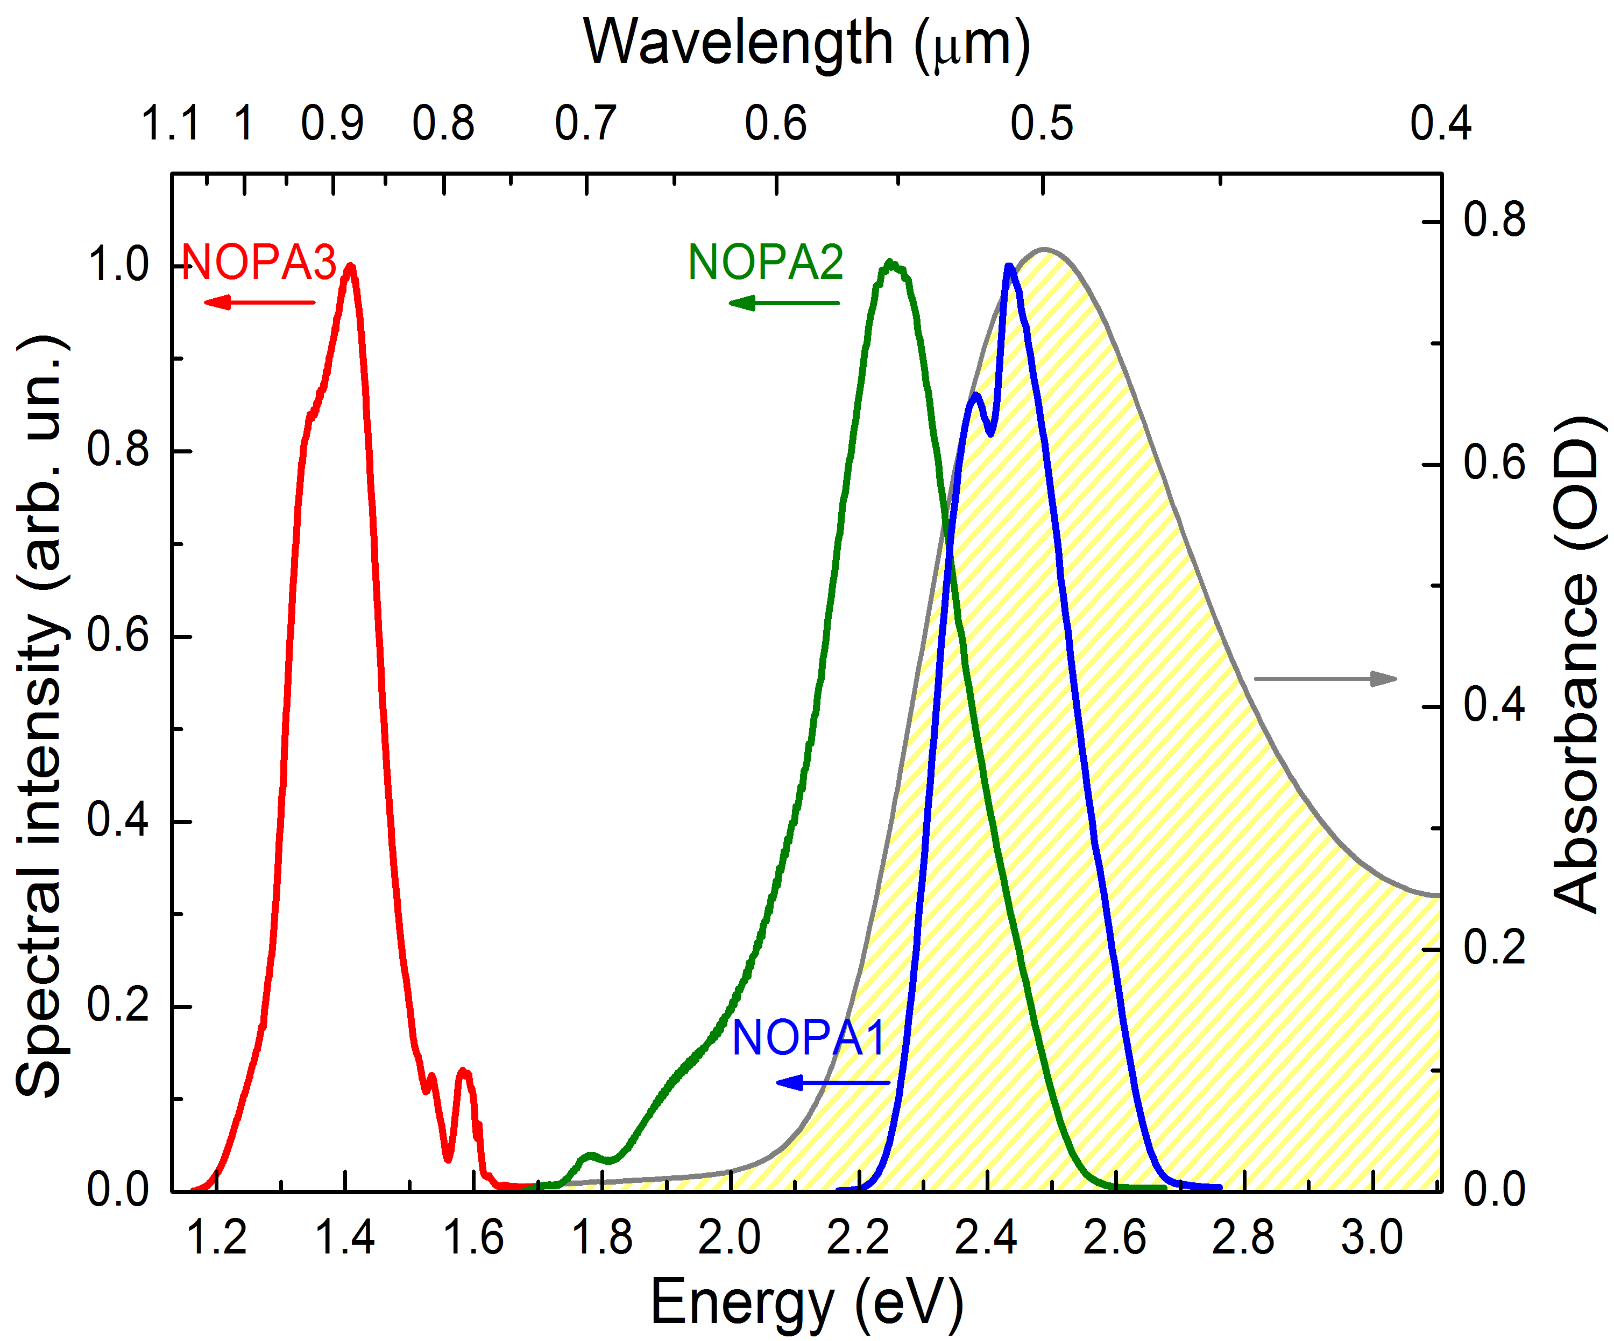 Wavelength (μm)
1.1 1 0.9 0.8 0.7 0.6 0.5 0.4
NOPA3
NOPA2
NOPA1
1.0
0.8
0.6
0.4
0.2
0.0
Spectral intensity (arb. un.)
0.8
0.6
0.4
0.2
0.0
Absorbance (OD)
1.2 1.4 1.6 1.8 2.0 2.2 2.4 2.6 2.8 3.0
Energy (eV)